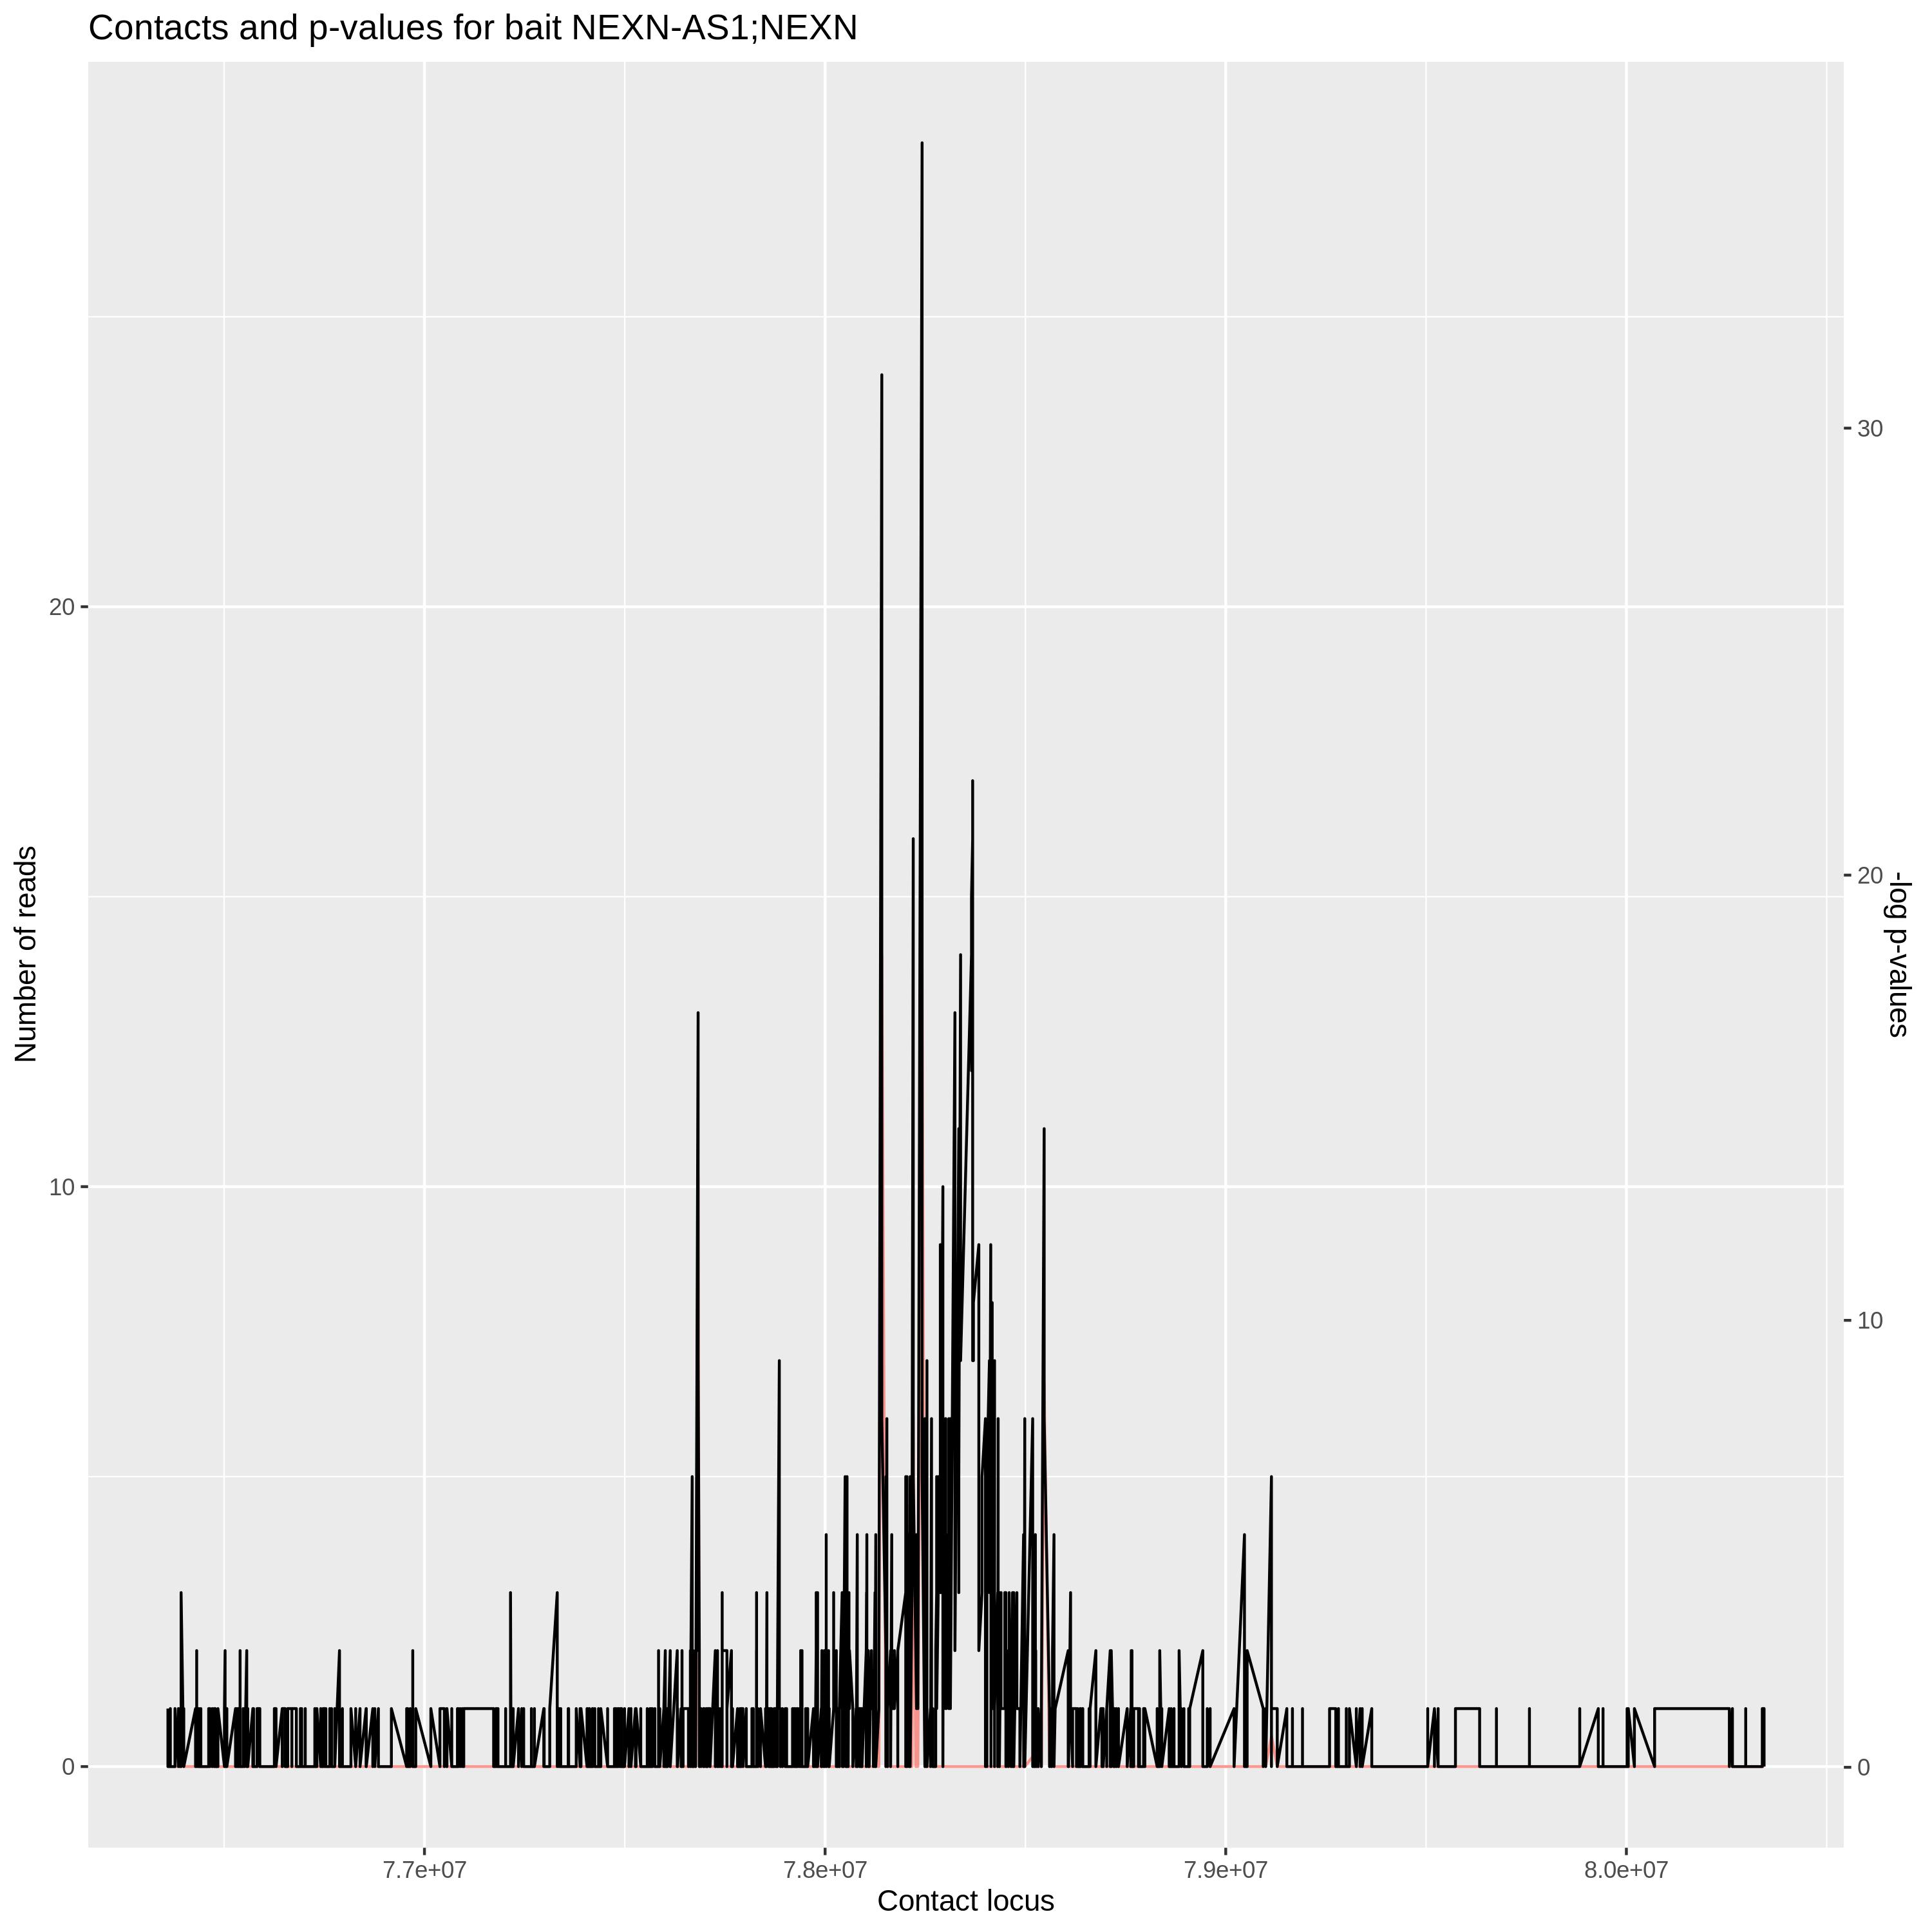 Contacts and p-values for bait NEXN-AS1;NEXN
Number of reads
20
10
0
30
20
10
0
-log p-values
7.7e+07 7.8e+07 7.9e+07 8.0e+07
Contact locus